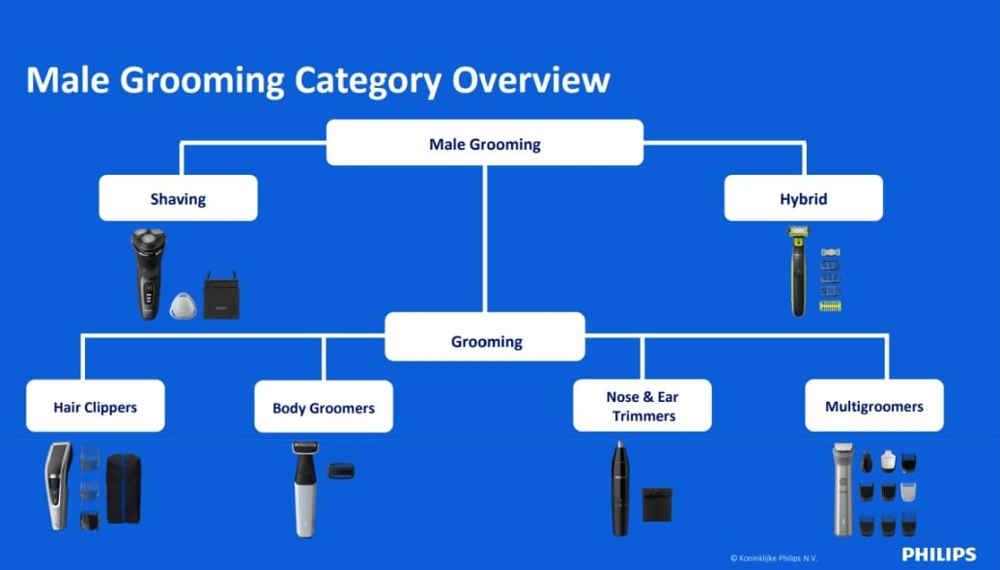 Male Grooming Category Overview
Male Grooming
Shaving
Hybrid
Grooming
Hair Clippers
Body Groomers
Nose & Ear
Trimmers
Multigroomers
© Koninklijke Philips N.V.
PHILIPS